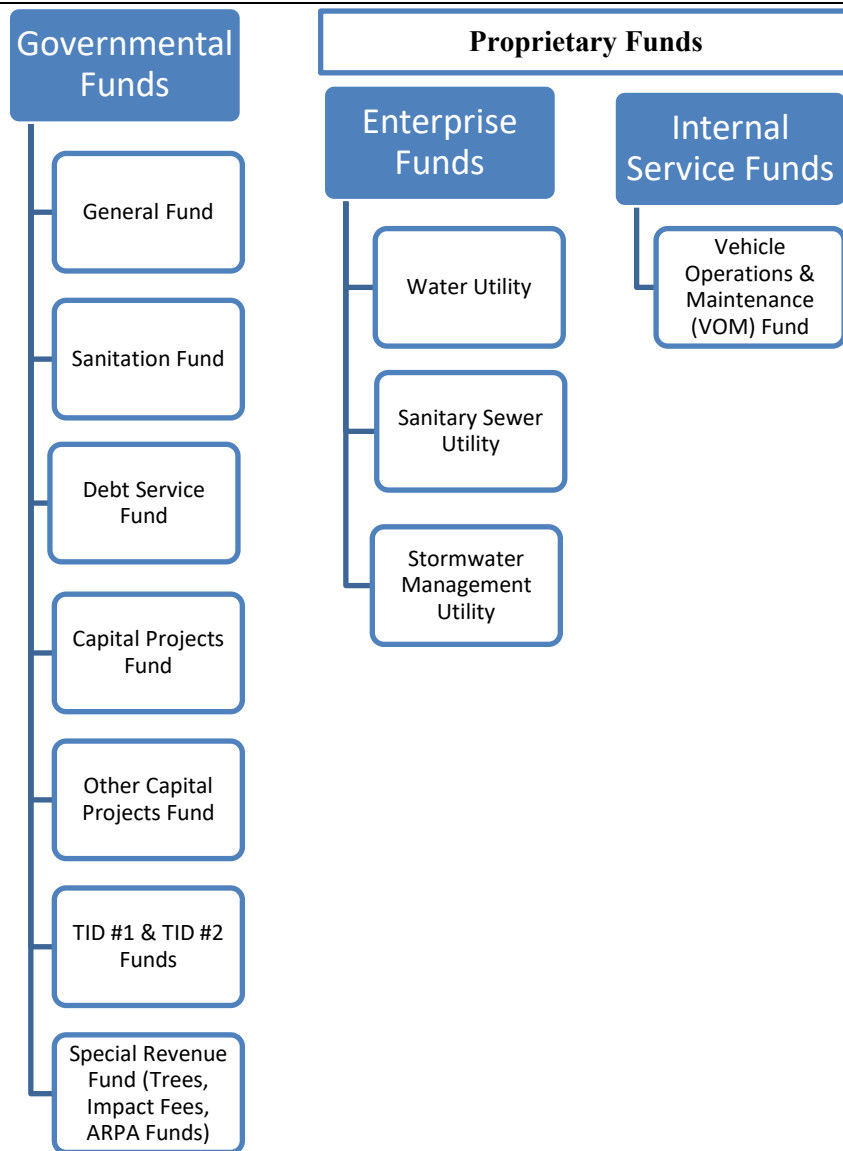 Governmental
Funds
General Fund
Sanitation Fund
Debt Service
Fund
Capital Projects
Fund
Other Capital
Projects Fund
TID #1 & TID #2
Funds
Special Revenue
Fund (Trees,
Impact Fees,
ARPA Funds)
Proprietary Funds
Enterprise
Funds
Water Utility
Sanitary Sewer
Utility
Stormwater
Management
Utility
Internal
Service Funds
Vehicle
Operations &
Maintenance
(VOM) Fund